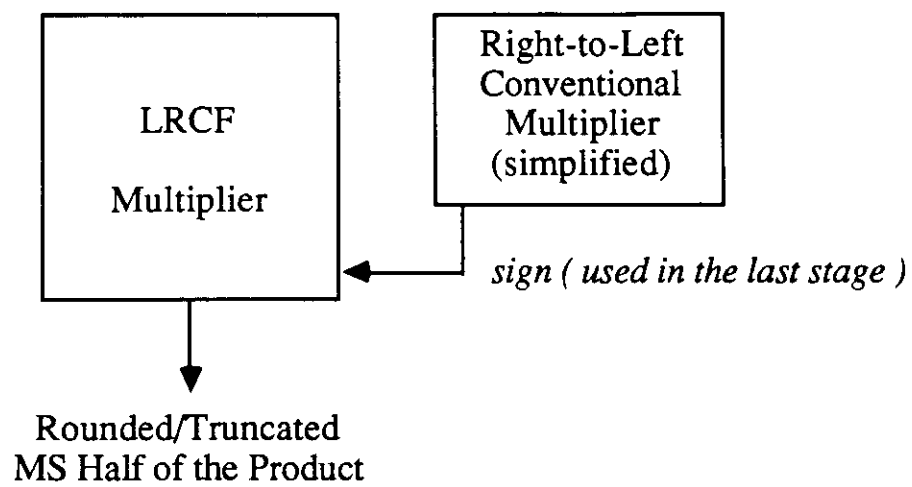 LRCF
Multiplier
Right-to-Left
Conventional
Multiplier
(simplified)
sign ( used in the last stage )
Rounded/Truncated
MS Half of the Product